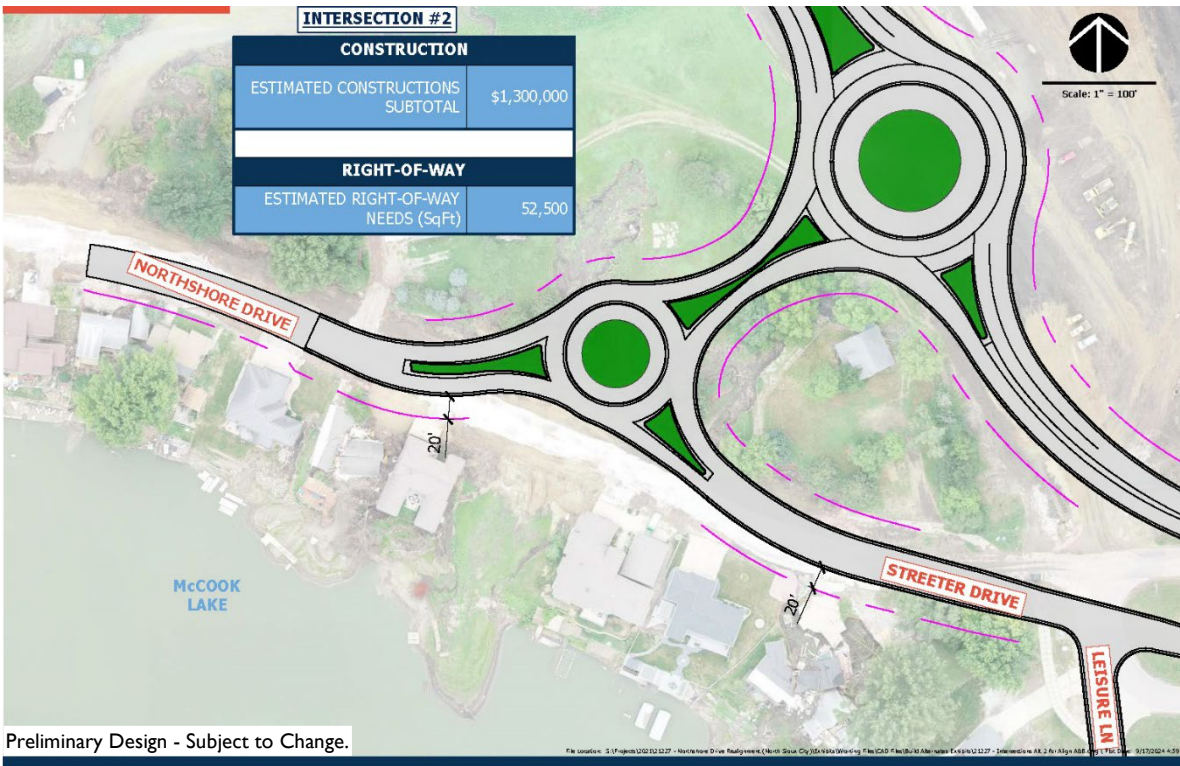 INTERSECTION #2
CONSTRUCTION
ESTIMATED CONSTRUCTIONS
SUBTOTAL
$1,300,000
RIGHT-OF-WAY
ESTIMATED RIGHT-OF-WAY
NEEDS (SqFt)
52,500
Scale: 1" = 100'
NORTHSHORE DRIVE
20'
McCOOK
LAKE
20'
STREETER DRIVE
LEISURE LN
Preliminary Design - Subject to Change.